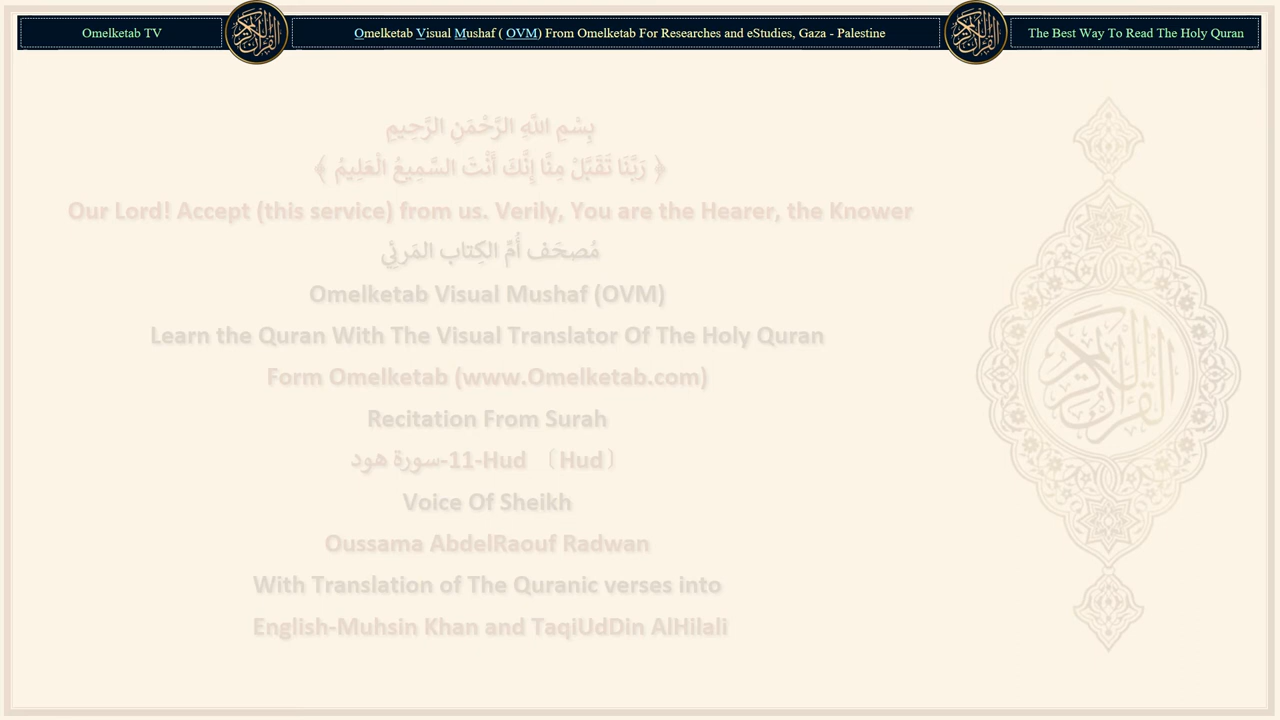 Omelketab TV
Omelketab Visual Mushaf ( OVM) From Omelketab For Researches and eStudies, Gaza - Palestine
The Best Way To Read The Holy Quran
بِسْمِ اللَّهِ الرَّحْمَنِ الرَّحِيمِ
﴿ رَبَّنَا تَقَبَّلْ مِنَّا إِنَّكَ أَنْتَ السَّمِيعُ الْعَلِيمُ ﴾
Our Lord! Accept (this service) from us. Verily, You are the Hearer, the Knower
مُصحَف أُمِّ الكِتاب المَرئِي
Omelketab Visual Mushaf (OVM)
Learn the Quran With The Visual Translator Of The Holy Quran
Form Omelketab (www.Omelketab.com)
Recitation From Surah
سورة هود-11-Hud 〔Hud〕
Voice Of Sheikh
Oussama AbdelRaouf Radwan
With Translation of The Quranic verses into
English-Muhsin Khan and TaqiUdDin AlHilali
القرآن الكريم